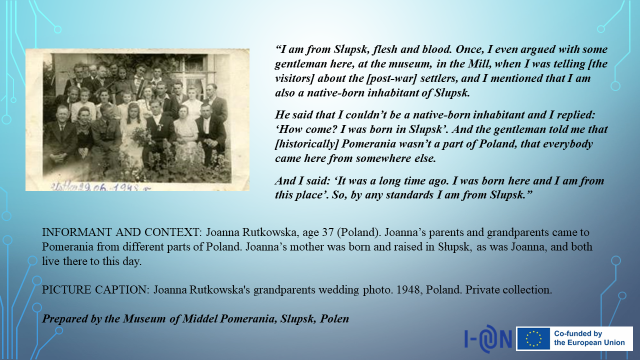 “I am from Slupsk, flesh and blood. Once, I even argued with some
gentleman here, at the museum, in the Mill, when I was telling [the
visitors] about the [post-war] settlers, and I mentioned that I am
also a native-born inhabitant of Slupsk.
He said that I couldn’t be a native-born inhabitant and I replied:
‘How come? I was born in Slupsk’. And the gentleman told me that
[historically] Pomerania wasn’t a part of Poland, that everybody
came here from somewhere else.
And I said: ‘It was a long time ago. I was born here and I am from
this place’. So, by any standards I am from Slupsk.”
INFORMANT AND CONTEXT: Joanna Rutkowska, age 37 (Poland). Joanna’s parents and grandparents came to
Pomerania from different parts of Poland. Joanna’s mother was born and raised in Słupsk, as was Joanna, and both
live there to this day.
PICTURE CAPTION: Joanna Rutkowska's grandparents wedding photo. 1948, Poland. Private collection.
Prepared by the Museum of Middel Pomerania, Slupsk, Polen
I-ON
Co-funded by
the European Union